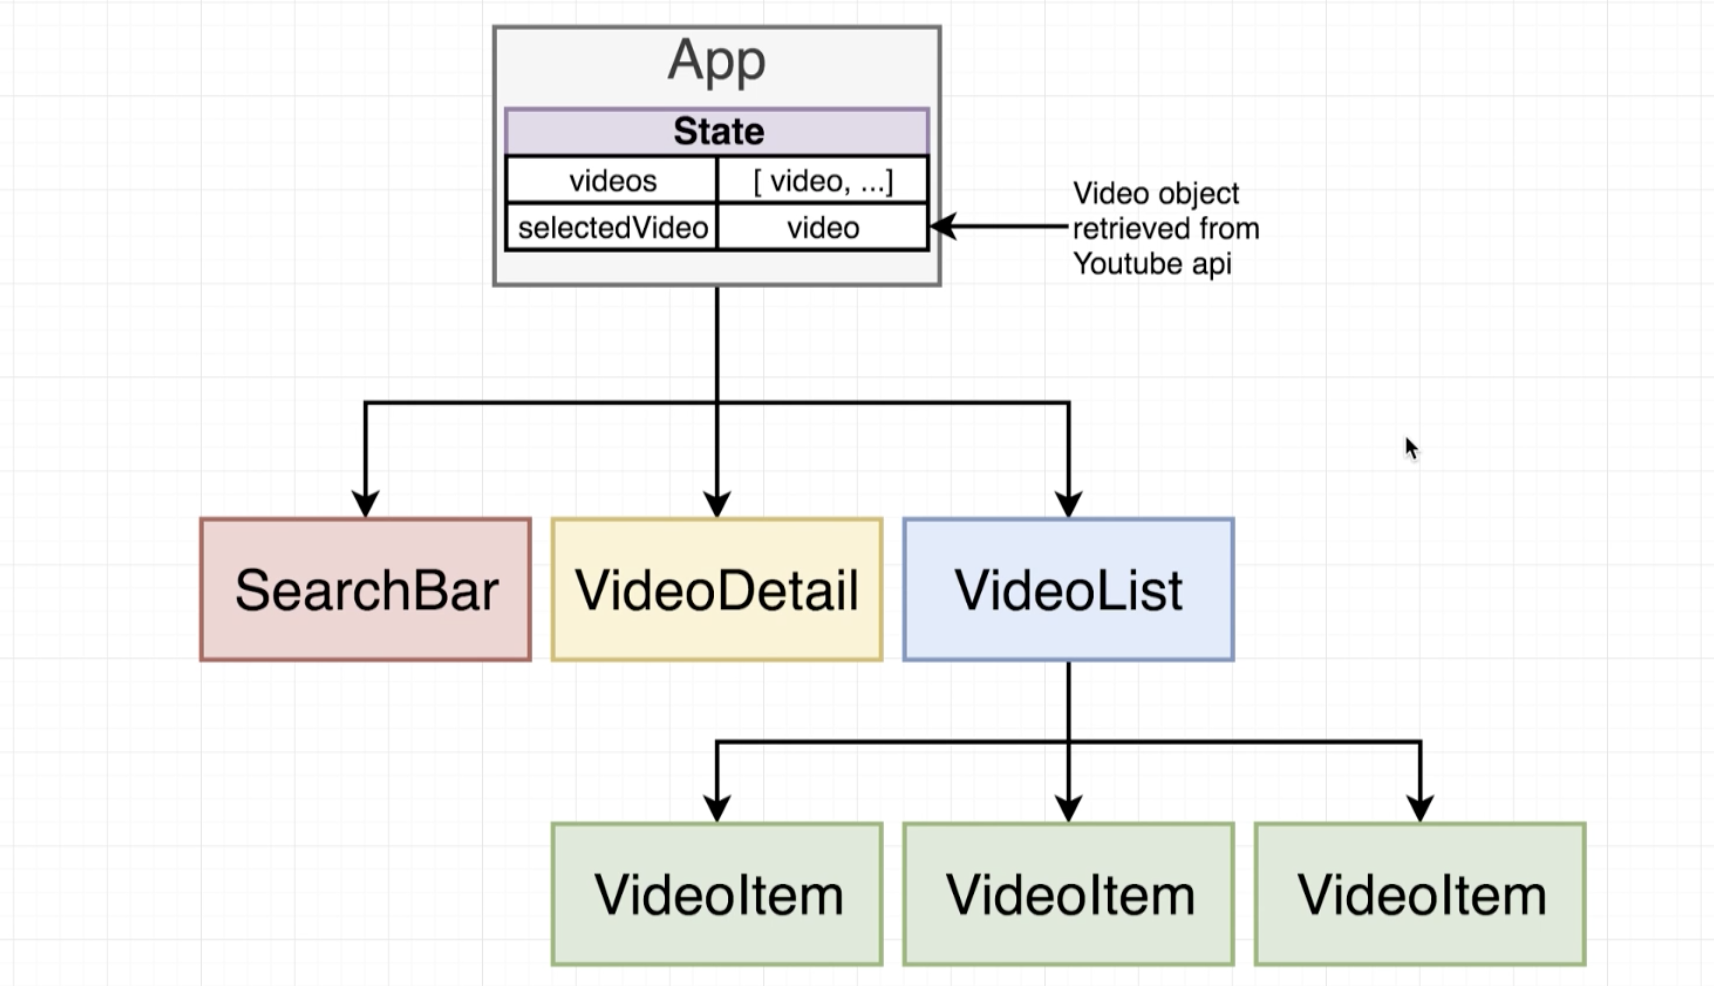 App
State
videos [ video, ...]
selectedVideo video
Video object
retrieved from
Youtube api
SearchBar VideoDetail VideoList
VideoItem VideoItem VideoItem